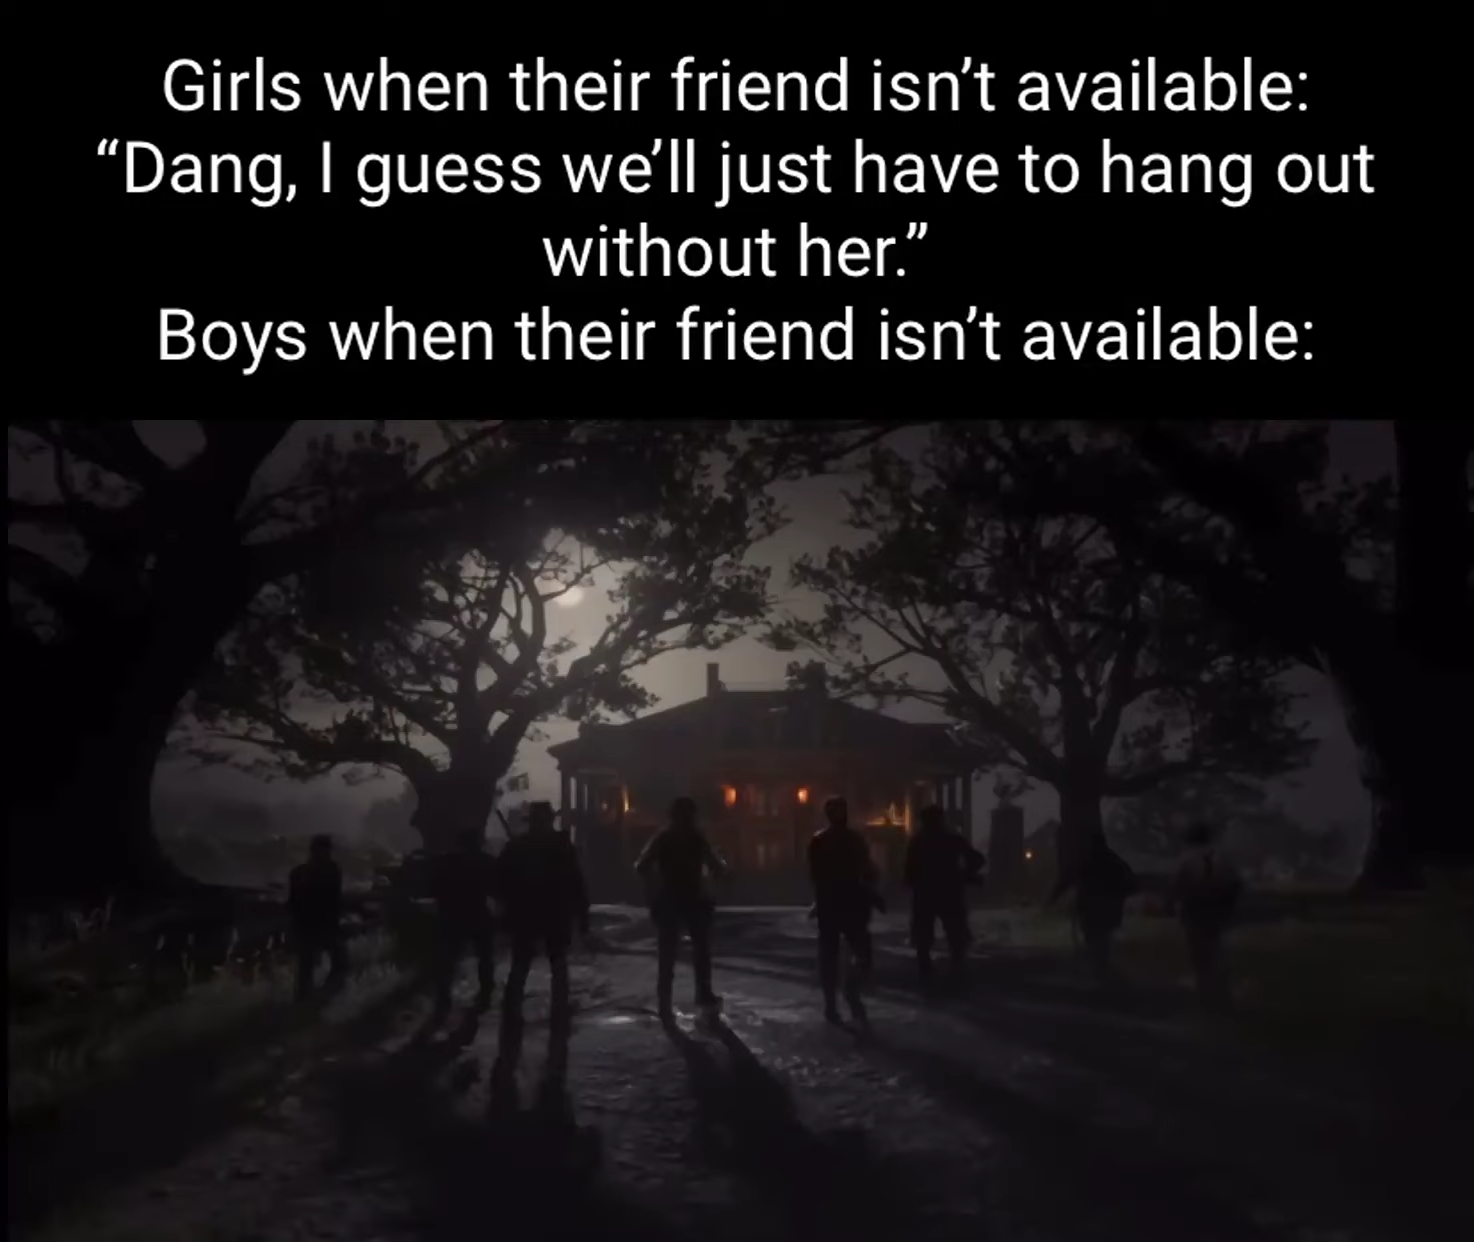 Girls when their friend isn’t available:
“Dang, I guess we’ll just have to hang out
without her.”
Boys when their friend isn’t available: